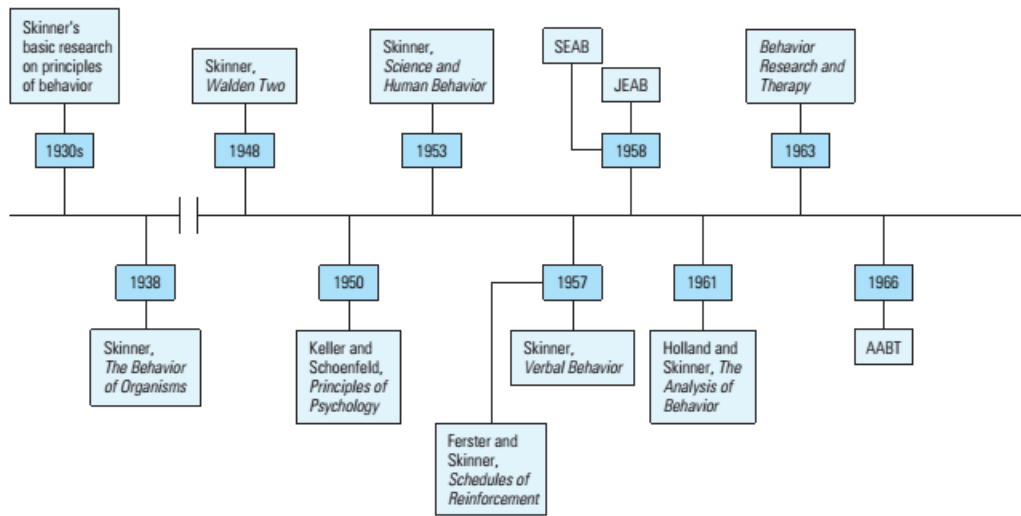 Skinner's
basic research
on principles
of behavior
1930s
Skinner,
Walden Two
1948
Skinner,
Science and
Human Behavior
1953
SEAB
JEAB
1958
Behavior
Research and
Therapy
1963
1938
Skinner,
The Behavior
of Organisms
1950
Keller and
Schoenfeld,
Principles of
Psychology
1957
Skinner,
Verbal Behavior
Ferster and
Skinner,
Schedules of
Reinforcement
1961
Holland and
Skinner, The
Analysis of
Behavior
1966
AABT